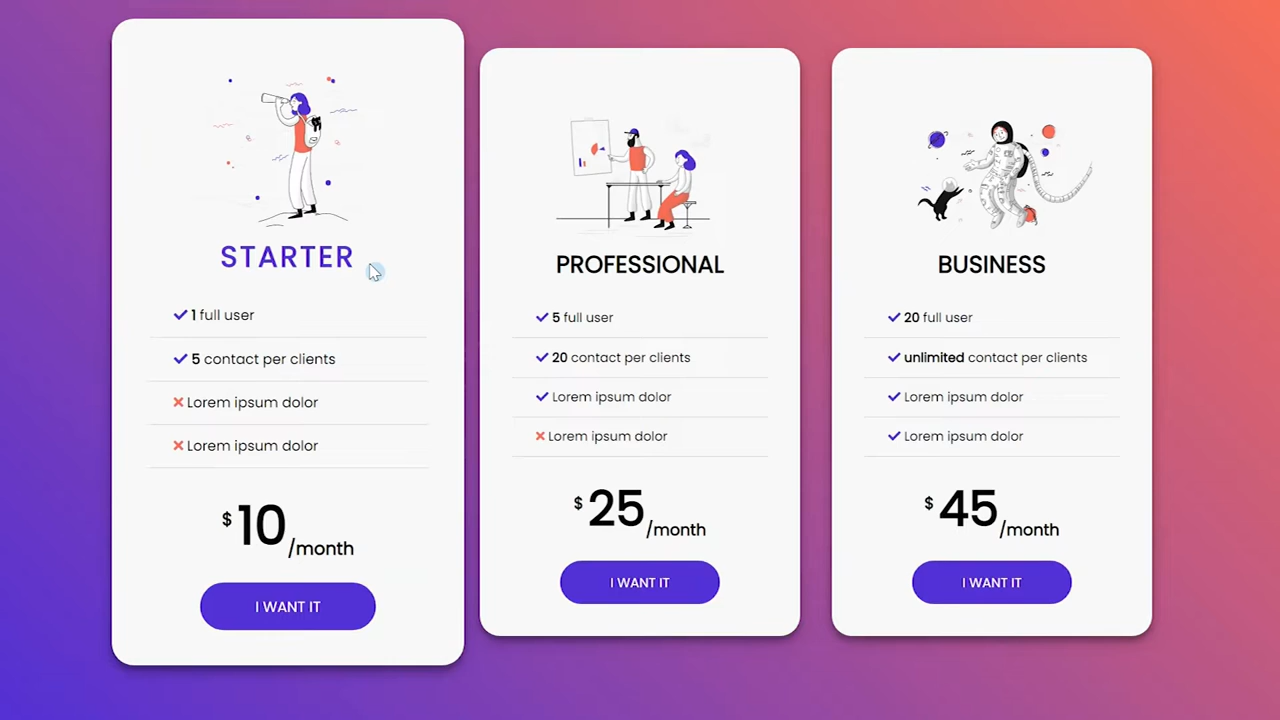 STARTER
1 full user
5 contact per clients
Lorem ipsum dolor
Lorem ipsum dolor
$ 10 /month
I WANT IT
PROFESSIONAL
5 full user
20 contact per clients
Lorem ipsum dolor
Lorem ipsum dolor
$ 25 /month
I WANT IT
BUSINESS
20 full user
unlimited contact per clients
Lorem ipsum dolor
Lorem ipsum dolor
$ 45 /month
I WANT IT